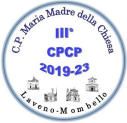 C.P. Maria Madre della Chiesa
III°
CPCP
2019-23
Laveno-Mombello